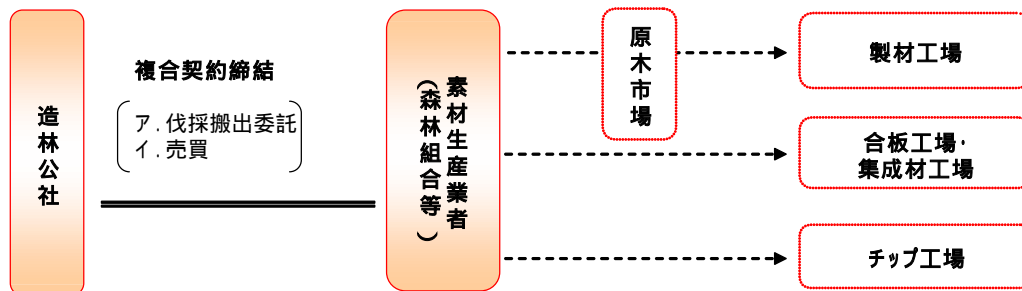 造林公社
複合契約締結
ア．伐採搬出委託
イ．売買
素材生産業者
（森林組合等）
原木市場
製材工場
合板工場・
集成材工場
チップ工場